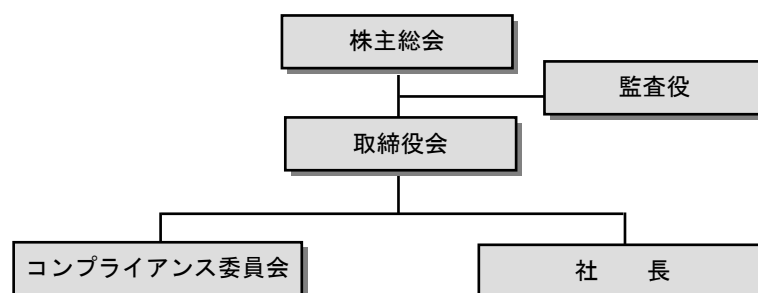 株主総会
監査役
取締役会
コンプライアンス委員会
社　　長